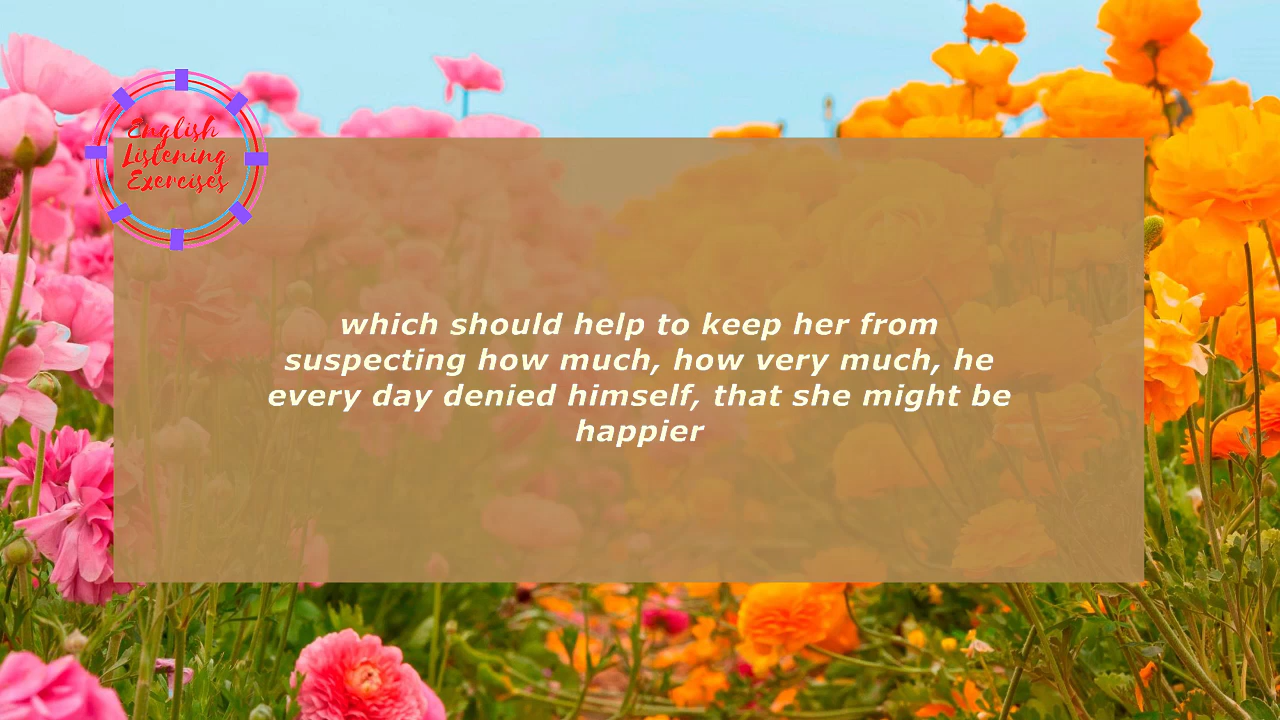 English
Listening
Exercises
which should help to keep her from
suspecting how much, how very much, he
every day denied himself, that she might be
happier